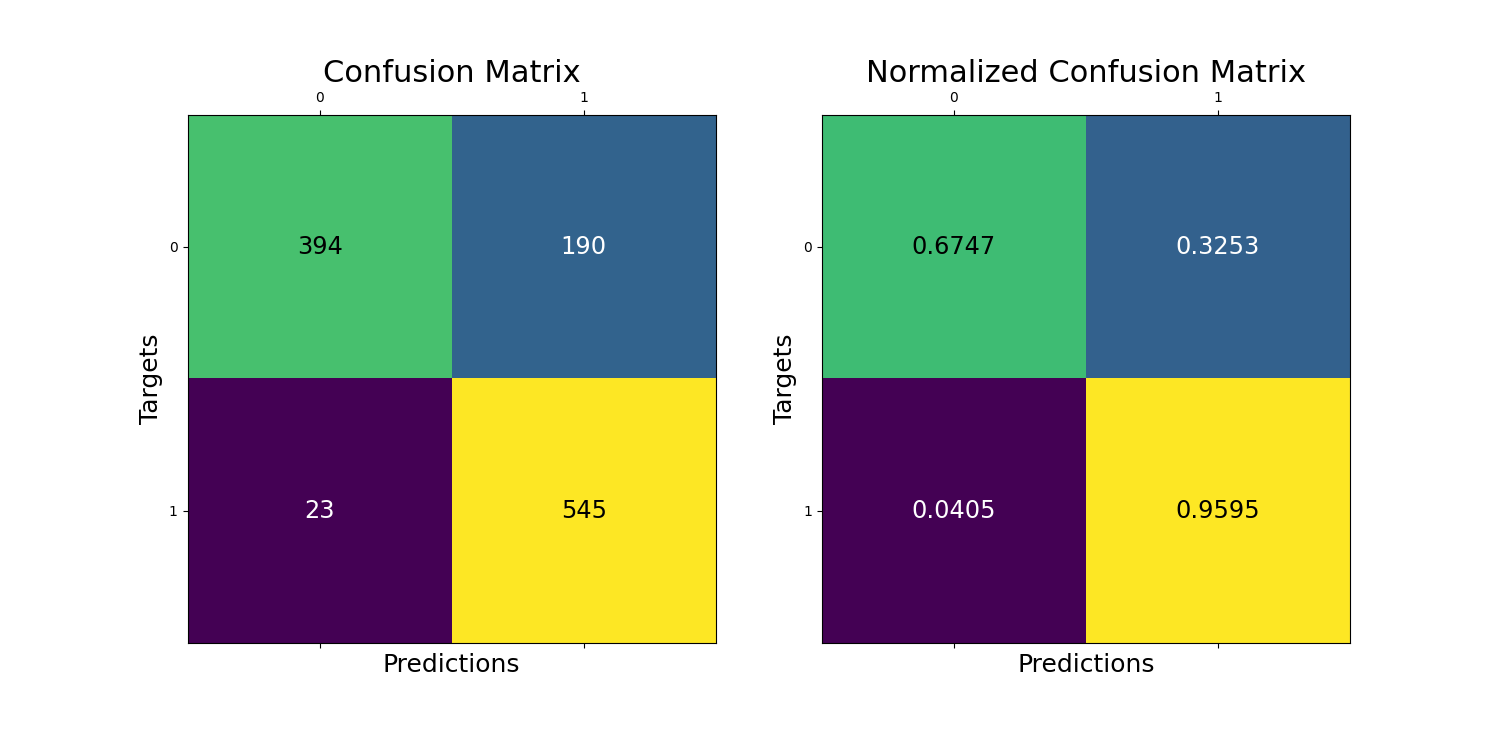 Confusion Matrix
0 1
0
394 190
Targets
1
23 545
Predictions
Normalized Confusion Matrix
0 1
0
0.6747 0.3253
Targets
1
0.0405 0.9595
Predictions